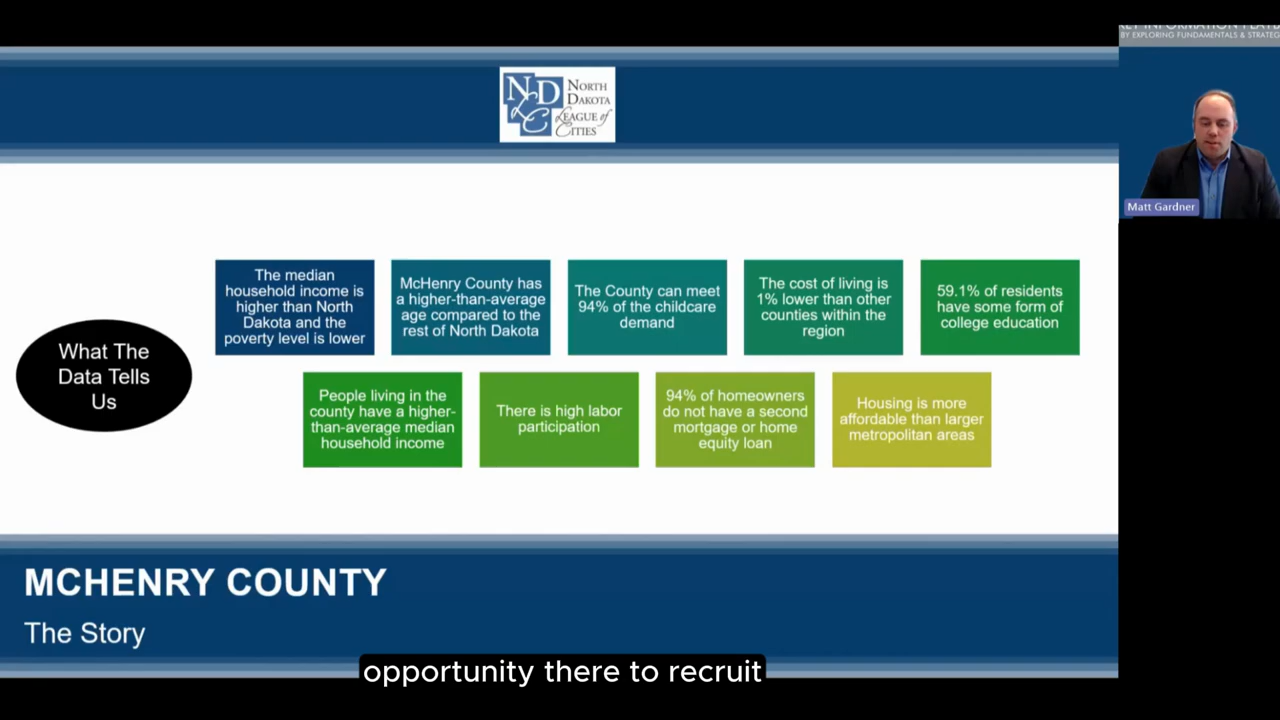 KEY INFORMATION
BY EXPLORING FUNDAMENTALS & STRATEG
ND
LC
NORTH
DAKOTA
LEAGUE of
CITIES
Matt Gardner
What The
Data Tells
Us
The median
household income is
higher than North
Dakota and the
poverty level is lower
McHenry County has
a higher-than-average
age compared to the
rest of North Dakota
The County can meet
94% of the childcare
demand
The cost of living is
1% lower than other
counties within the
region
59.1% of residents
have some form of
college education
People living in the
county have a higher-
than-average median
household income
There is high labor
participation
94% of homeowners
do not have a second
mortgage or home
equity loan
Housing is more
affordable than larger
metropolitan areas
MCHENRY COUNTY
The Story
opportunity there to recruit